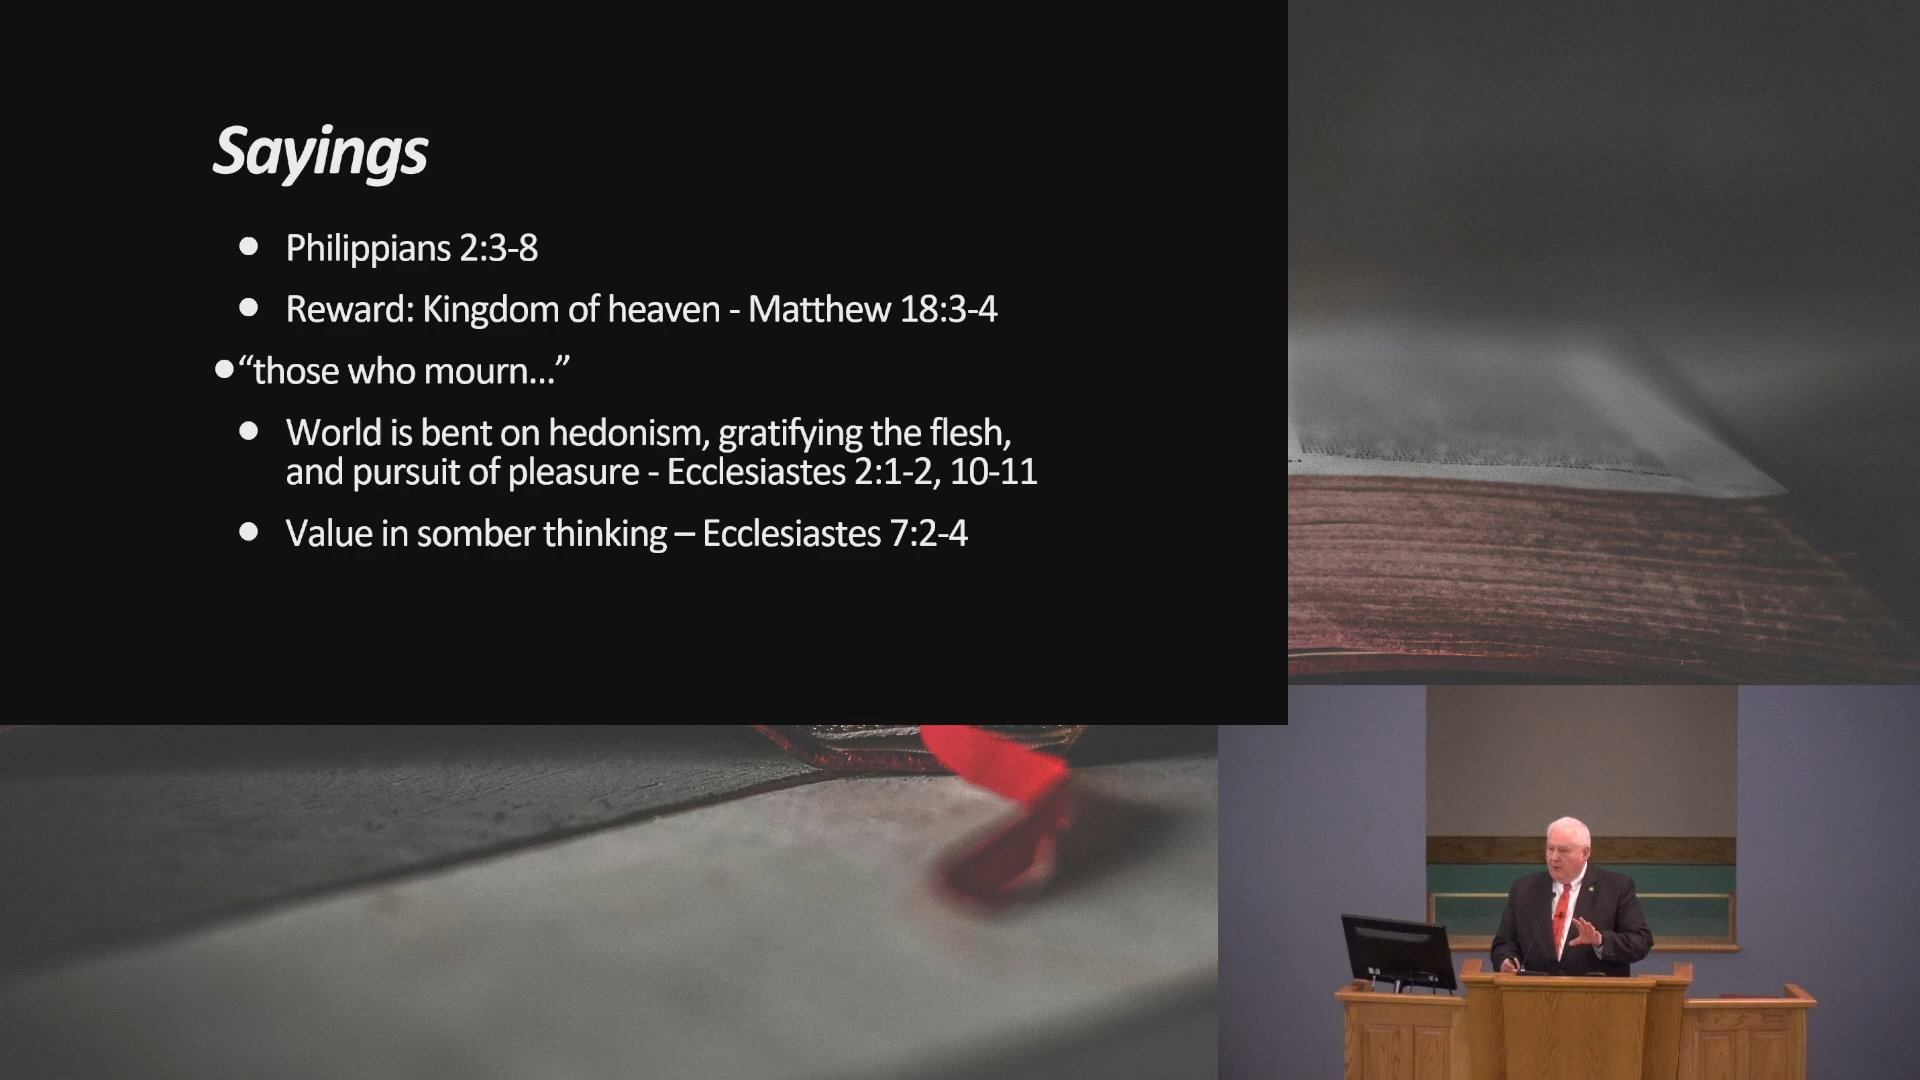 Sayings
● Philippians 2:3-8
● Reward: Kingdom of heaven - Matthew 18:3-4
● “those who mourn...”
● World is bent on hedonism, gratifying the flesh,
and pursuit of pleasure - Ecclesiastes 2:1-2, 10-11
● Value in somber thinking – Ecclesiastes 7:2-4